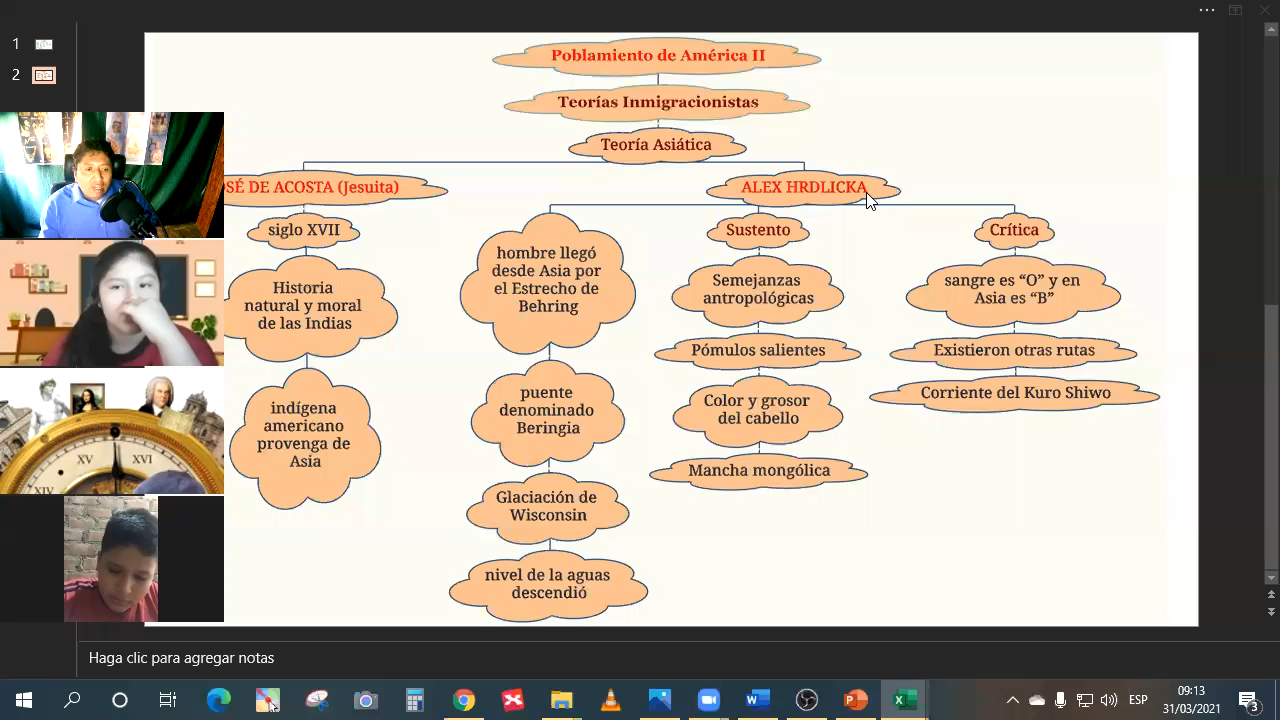 1
2
Poblamiento de América II
Teorías Inmigracionistas
Teoría Asiática
OSÉ DE ACOSTA (Jesuita)
siglo XVII
Historia
natural y moral
de las Indias
indígena
americano
provenga de
Asia
ALEX HRDLICKA
hombre llegó
desde Asia por
el Estrecho de
Behring
puente
denominado
Beringia
Glaciación de
Wisconsin
nivel de la aguas
descendió
Sustento
Semejanzas
antropológicas
Pómulos salientes
Color y grosor
del cabello
Mancha mongólica
Crítica
sangre es “O” y en
Asia es “B”
Existieron otras rutas
Corriente del Kuro Shiwo
XV
XVI
XIV
Haga clic para agregar notas
ESP
09:13
31/03/2021
3